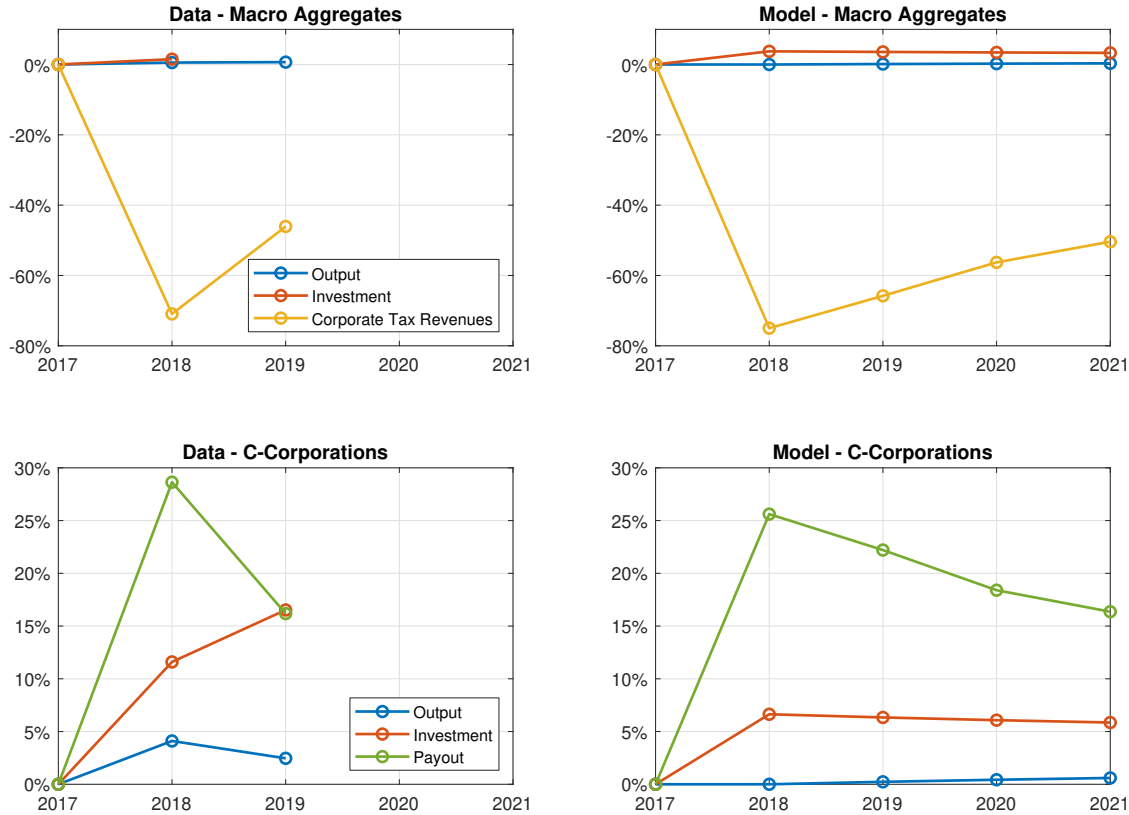 Data - Macro Aggregates
0%
-20%
-40%
-60%
-80%
2017 2018 2019 2020 2021
Output
Investment
Corporate Tax Revenues
Model - Macro Aggregates
0%
-20%
-40%
-60%
-80%
2017 2018 2019 2020 2021
Data - C-Corporations
30%
25%
20%
15%
10%
5%
0%
2017 2018 2019 2020 2021
Output
Investment
Payout
Model - C-Corporations
30%
25%
20%
15%
10%
5%
0%
2017 2018 2019 2020 2021